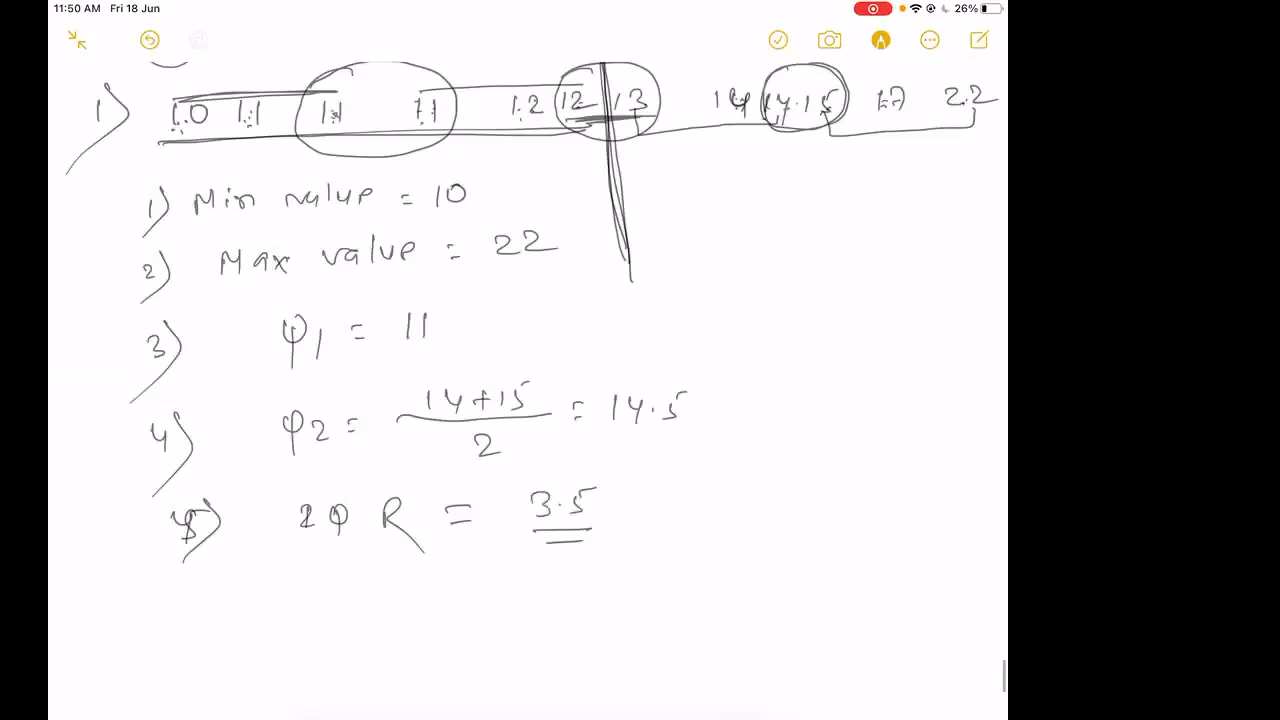 11:50 AM Fri 18 Jun 26%
1) 10 11 11 11 12 12 13 14 14.15 17 22
1) Min value = 10
2) Max value = 22
3) φ1 = 11
4) φ2 = 14+15 / 2 = 14.5
5) IQR = 3.5